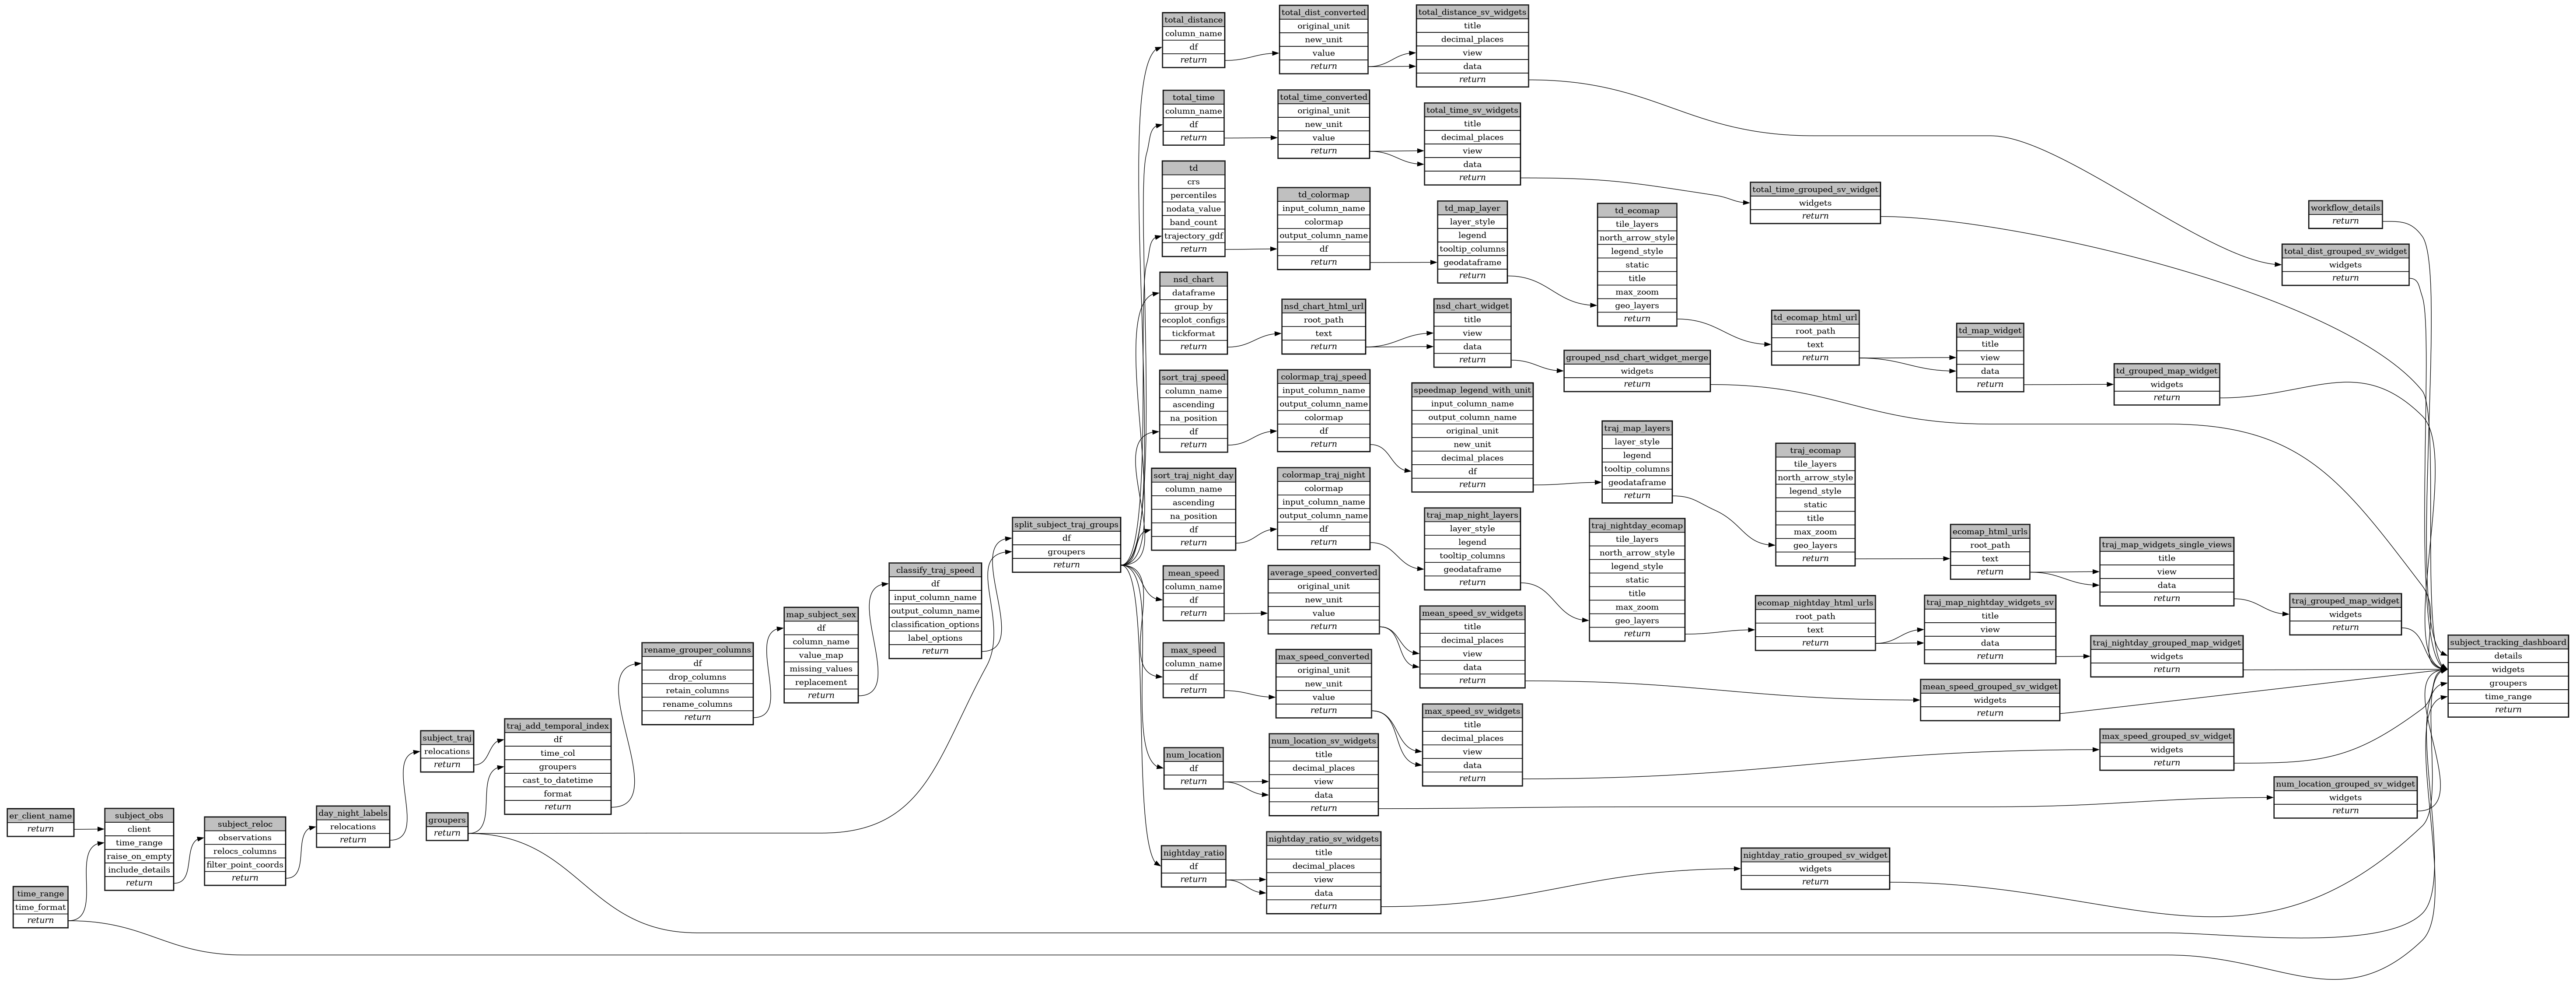 total_distance
column_name
df
return
total_dist_converted
original_unit
new_unit
value
return
total_distance_sv_widgets
title
decimal_places
view
data
return
total_time
column_name
df
return
total_time_converted
original_unit
new_unit
value
return
total_time_sv_widgets
title
decimal_places
view
data
return
total_time_grouped_sv_widget
widgets
return
workflow_details
return
total_dist_grouped_sv_widget
widgets
return
td
crs
percentiles
nodata_value
band_count
trajectory_gdf
return
td_colormap
input_column_name
colormap
output_column_name
df
return
td_map_layer
layer_style
legend
tooltip_columns
geodataframe
return
td_ecomap
tile_layers
north_arrow_style
legend_style
static
title
max_zoom
geo_layers
return
td_ecomap_html_url
root_path
text
return
td_map_widget
title
view
data
return
td_grouped_map_widget
widgets
return
nsd_chart
dataframe
group_by
ecoplot_configs
tickformat
return
nsd_chart_html_url
root_path
text
return
nsd_chart_widget
title
view
data
return
grouped_nsd_chart_widget_merge
widgets
return
sort_traj_speed
column_name
ascending
na_position
df
return
colormap_traj_speed
input_column_name
output_column_name
colormap
df
return
speedmap_legend_with_unit
input_column_name
output_column_name
original_unit
new_unit
decimal_places
df
return
traj_map_layers
layer_style
legend
tooltip_columns
geodataframe
return
traj_ecomap
tile_layers
north_arrow_style
legend_style
static
title
max_zoom
geo_layers
return
ecomap_html_urls
root_path
text
return
traj_map_widgets_single_views
title
view
data
return
traj_grouped_map_widget
widgets
return
sort_traj_night_day
column_name
ascending
na_position
df
return
colormap_traj_night
colormap
input_column_name
output_column_name
df
return
traj_map_night_layers
layer_style
legend
tooltip_columns
geodataframe
return
traj_nightday_ecomap
tile_layers
north_arrow_style
legend_style
static
title
max_zoom
geo_layers
return
ecomap_nightday_html_urls
root_path
text
return
traj_map_nightday_widgets_sv
title
view
data
return
traj_nightday_grouped_map_widget
widgets
return
split_subject_traj_groups
df
groupers
return
classify_traj_speed
df
input_column_name
output_column_name
classification_options
label_options
return
map_subject_sex
df
column_name
value_map
missing_values
replacement
return
rename_grouper_columns
df
drop_columns
retain_columns
rename_columns
return
traj_add_temporal_index
df
time_col
groupers
cast_to_datetime
format
return
subject_traj
relocations
return
groupers
return
day_night_labels
relocations
return
subject_reloc
observations
relocs_columns
filter_point_coords
return
subject_obs
client
time_range
raise_on_empty
include_details
return
er_client_name
return
time_range
time_format
return
mean_speed
column_name
df
return
average_speed_converted
original_unit
new_unit
value
return
mean_speed_sv_widgets
title
decimal_places
view
data
return
mean_speed_grouped_sv_widget
widgets
return
max_speed
column_name
df
return
max_speed_converted
original_unit
new_unit
value
return
max_speed_sv_widgets
title
decimal_places
view
data
return
max_speed_grouped_sv_widget
widgets
return
num_location
df
return
num_location_sv_widgets
title
decimal_places
view
data
return
num_location_grouped_sv_widget
widgets
return
nightday_ratio
df
return
nightday_ratio_sv_widgets
title
decimal_places
view
data
return
nightday_ratio_grouped_sv_widget
widgets
return
subject_tracking_dashboard
details
widgets
groupers
time_range
return